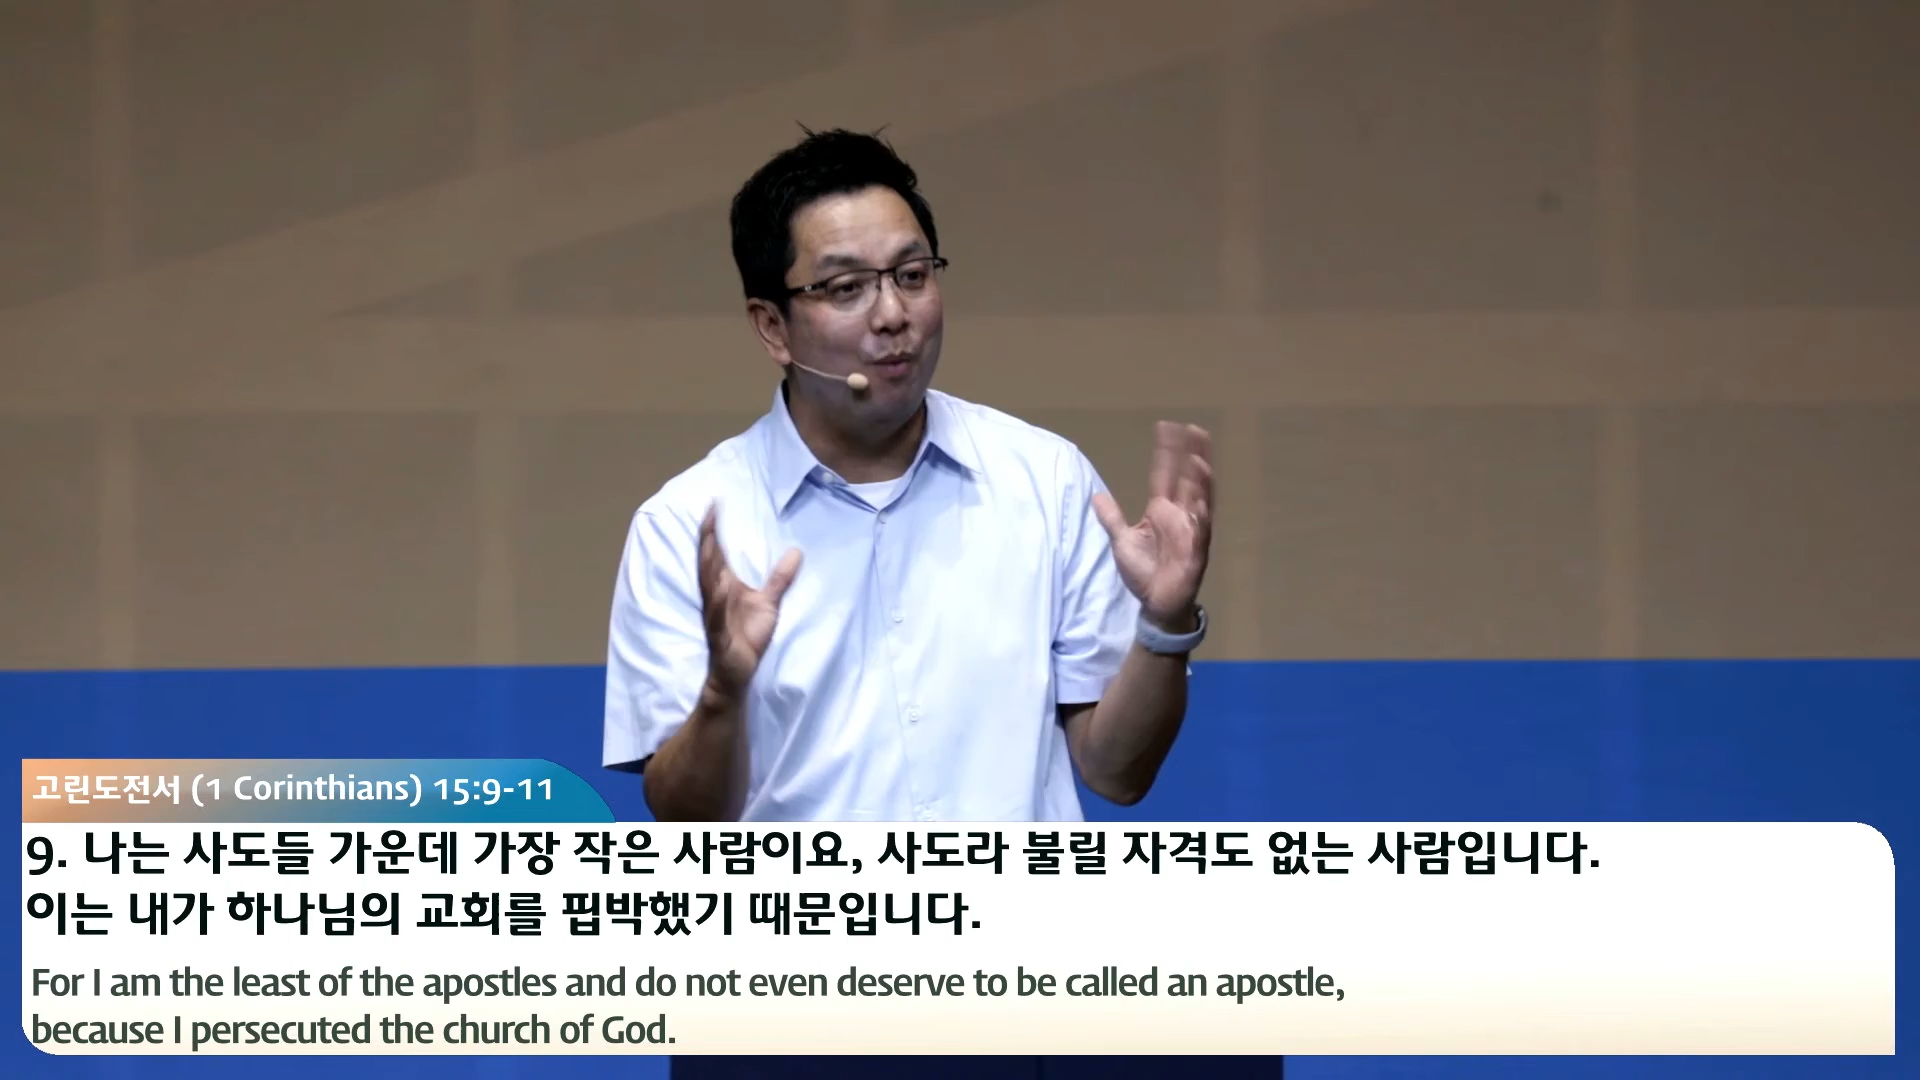 고린도전서 (1 Corinthians) 15:9-11
9. 나는 사도들 가운데 가장 작은 사람이요, 사도라 불릴 자격도 없는 사람입니다.
이는 내가 하나님의 교회를 핍박했기 때문입니다.
For I am the least of the apostles and do not even deserve to be called an apostle,
because I persecuted the church of God.